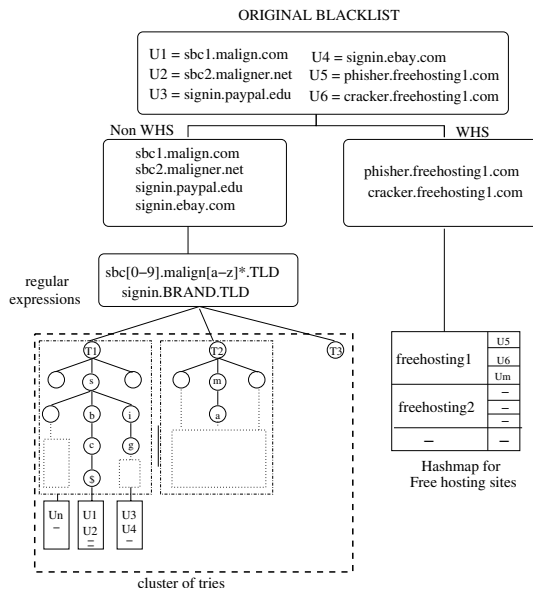 ORIGINAL BLACKLIST
U1 = sbc1.malign.com
U2 = sbc2.maligner.net
U3 = signin.paypal.edu
U4 = signin.ebay.com
U5 = phisher.freehosting1.com
U6 = cracker.freehosting1.com
Non WHS
WHS
sbc1.malign.com
sbc2.maligner.net
signin.paypal.edu
signin.ebay.com
phisher.freehosting1.com
cracker.freehosting1.com
regular
expressions
sbc[0−9].malign[a−z]*.TLD
signin.BRAND.TLD
T1
T2
T3
s
m
b
i
a
c
g
$
Un
−
U1
U2
−
−
U3
U4
−
cluster of tries
freehosting1
U5
U6
Um
freehosting2
−
−
−
−
−
Hashmap for
Free hosting sites